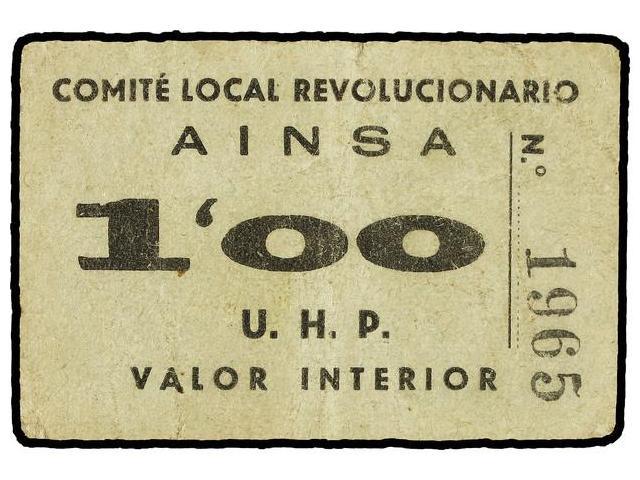 COMITÉ LOCAL REVOLUCIONARIO
AINSA
1'00
U. H. P.
VALOR INTERIOR
N.º 1965